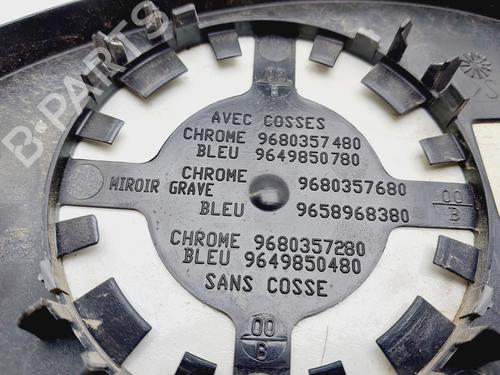 B-PARTS
00
AVEC COSSES
CHROME 9680357480
BLEU 9649850780
CHROME 9680357680
MIROIR GRAVE
BLEU 9658968380
CHROME 9680357280
BLEU 9649850480
SANS COSSE
00
B
00
B